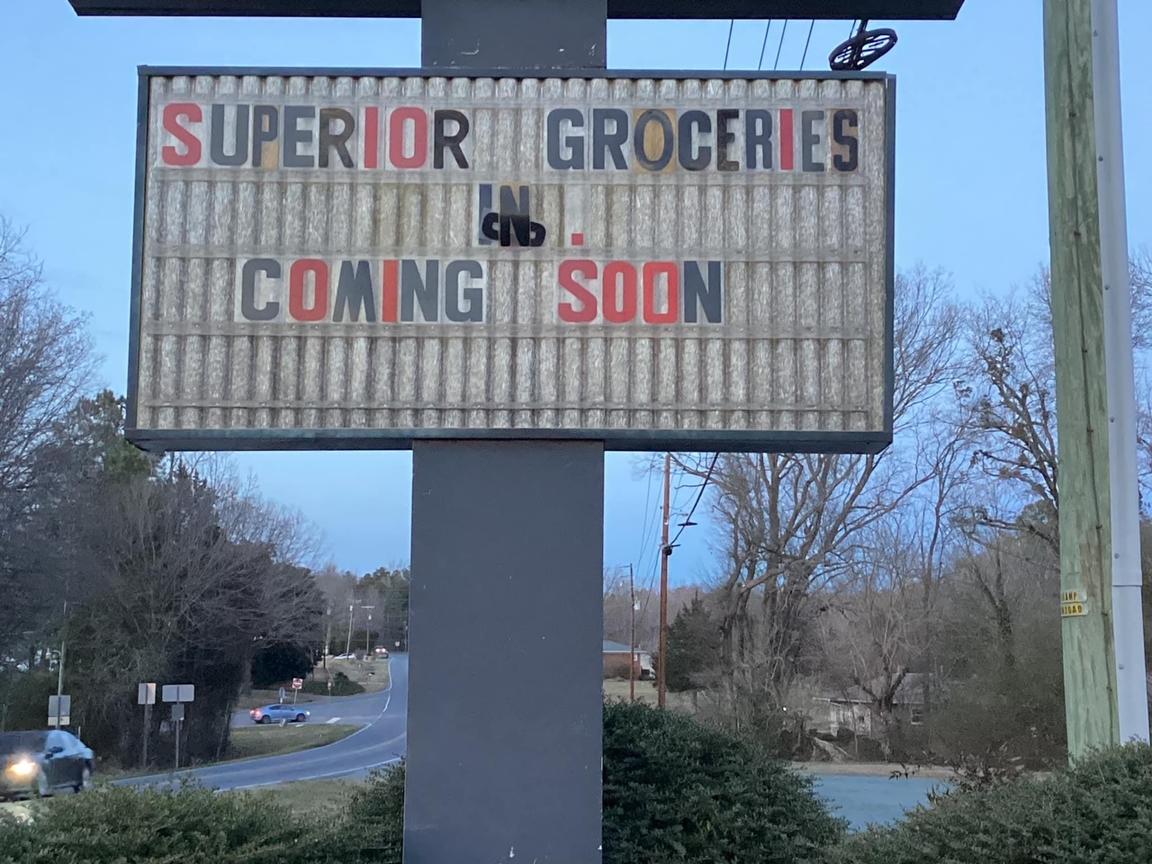 SUPERIOR GROCERIES
IN .
COMING SOON